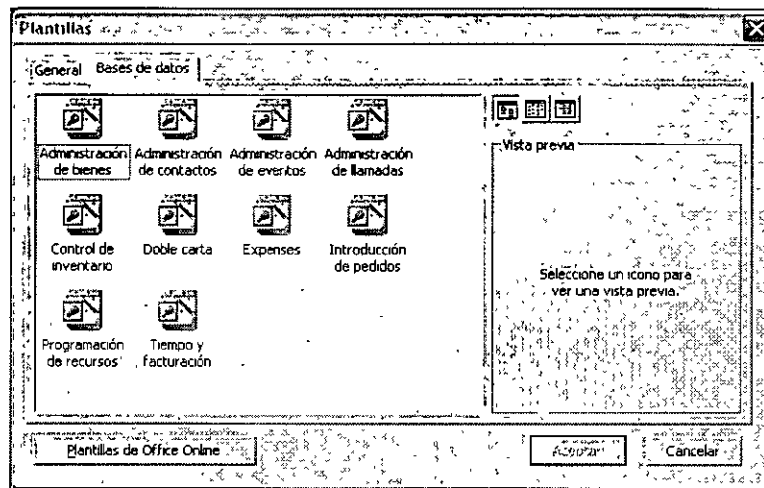 Plantillas
General Bases de datos
Administración de bienes
Administración de contactos
Administración de eventos
Administración de llamadas
Control de inventario
Doble carta
Expenses
Introducción de pedidos
Programación de recursos
Tiempo y facturación
Vista previa
Seleccione un icono para
ver una vista previa.
Plantillas de Office Online
Aceptar
Cancelar